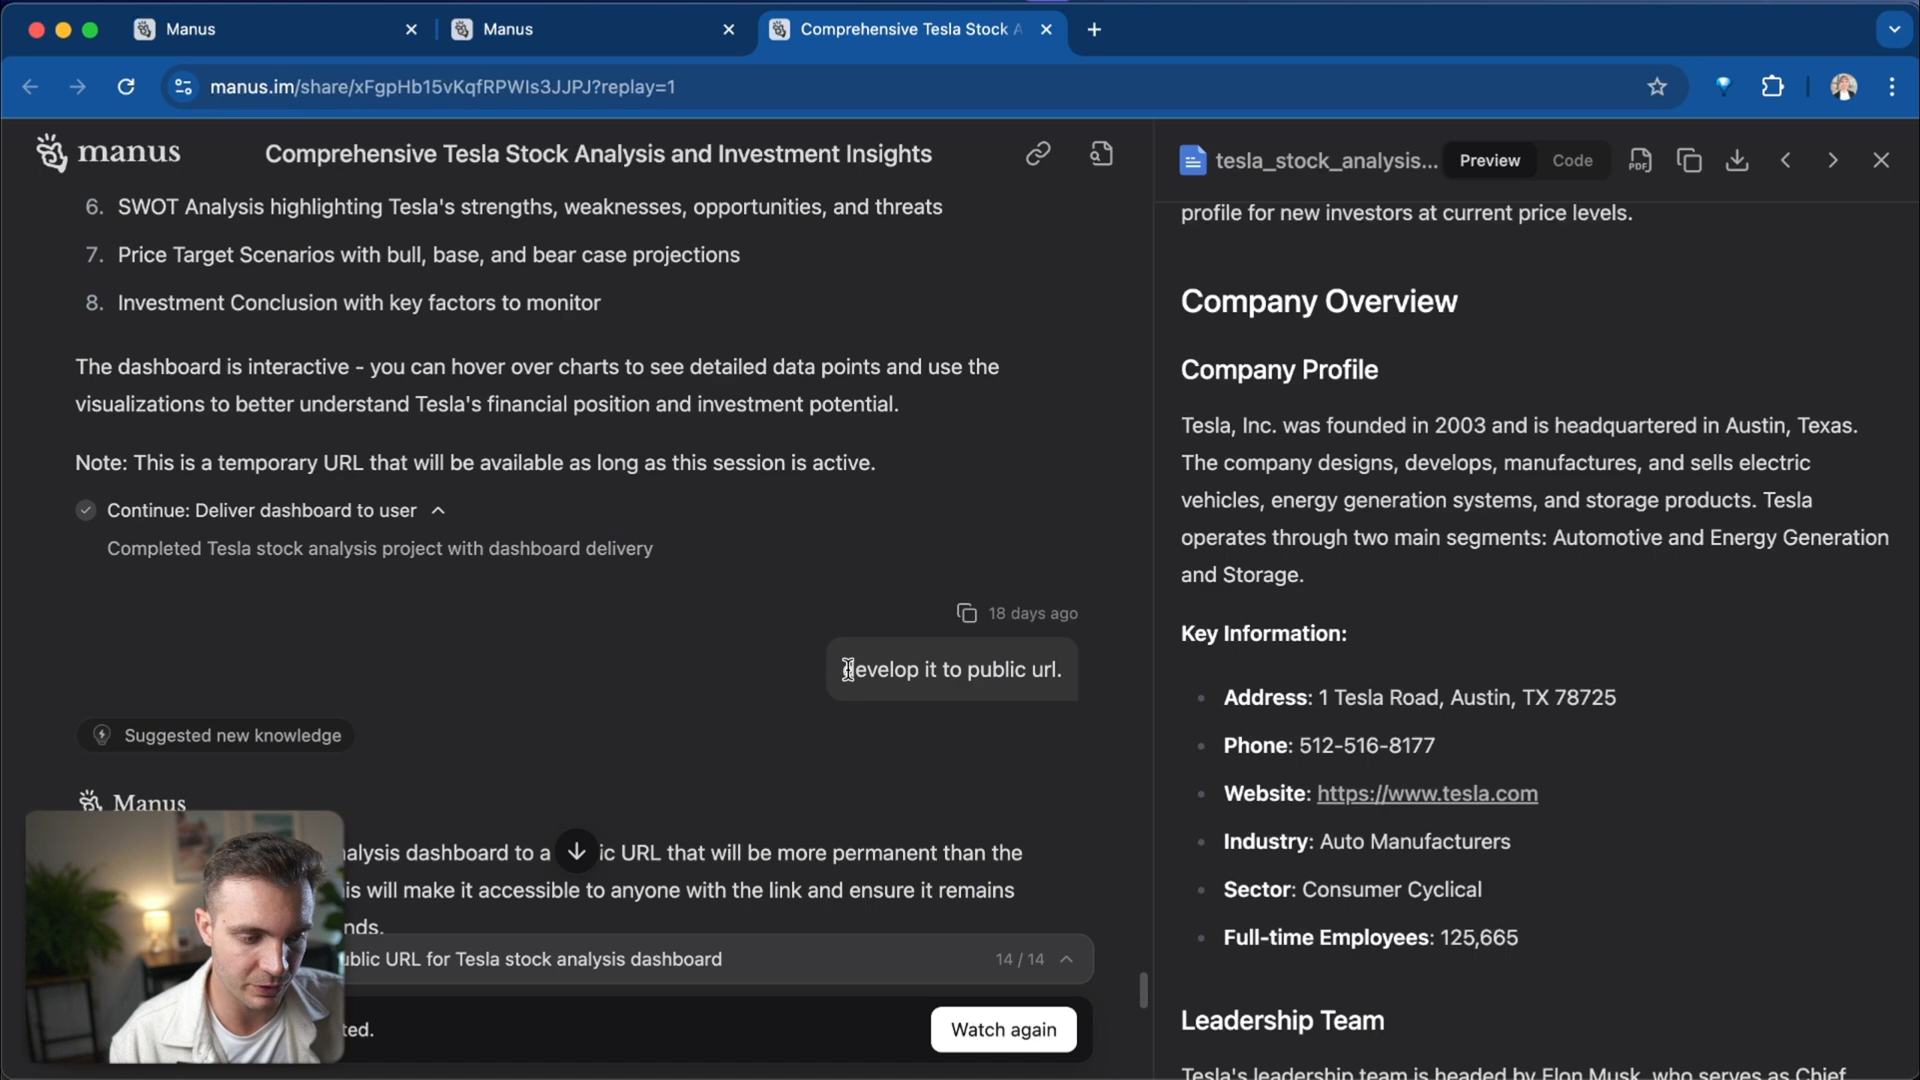 Manus
Manus
Comprehensive Tesla Stock A
manus.im/share/xFgpHb15vKqfRPWIs3JJPJ?replay=1
manus
Comprehensive Tesla Stock Analysis and Investment Insights
6. SWOT Analysis highlighting Tesla's strengths, weaknesses, opportunities, and threats
7. Price Target Scenarios with bull, base, and bear case projections
8. Investment Conclusion with key factors to monitor
The dashboard is interactive - you can hover over charts to see detailed data points and use the
visualizations to better understand Tesla's financial position and investment potential.
Note: This is a temporary URL that will be available as long as this session is active.
Continue: Deliver dashboard to user
Completed Tesla stock analysis project with dashboard delivery
18 days ago
develop it to public url.
Suggested new knowledge
Manus
alysis dashboard to a ic URL that will be more permanent than the
is will make it accessible to anyone with the link and ensure it remains
nds.
ublic URL for Tesla stock analysis dashboard
14 / 14
ted.
Watch again
tesla_stock_analysis...
Preview
Code
PDF
profile for new investors at current price levels.
Company Overview
Company Profile
Tesla, Inc. was founded in 2003 and is headquartered in Austin, Texas.
The company designs, develops, manufactures, and sells electric
vehicles, energy generation systems, and storage products. Tesla
operates through two main segments: Automotive and Energy Generation
and Storage.
Key Information:
• Address: 1 Tesla Road, Austin, TX 78725
• Phone: 512-516-8177
• Website: https://www.tesla.com
• Industry: Auto Manufacturers
• Sector: Consumer Cyclical
• Full-time Employees: 125,665
Leadership Team
Tesla's leadership team is headed by Elon Musk, who serves as Chief